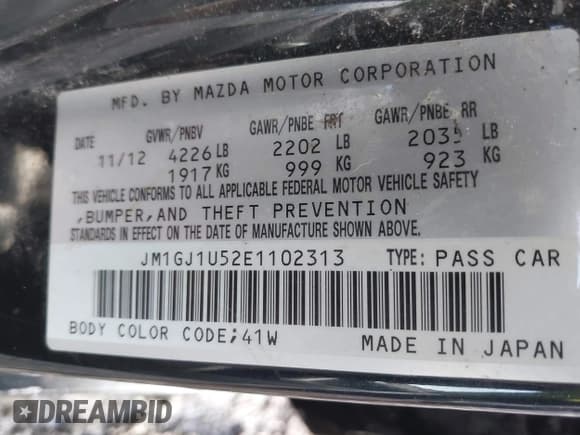 MFD. BY MAZDA MOTOR CORPORATION
DATE GVWR/PNBV GAWR/PNBE FRT GAWR/PNBE RR
11/12 4226 LB 2202 LB 2035 LB
1917 KG 999 KG 923 KG
THIS VEHICLE CONFORMS TO ALL APPLICABLE FEDERAL MOTOR VEHICLE SAFETY
,BUMPER,AND THEFT PREVENTION
STANDARDS IN EFFECT ON THE DATE OF MANUFACTURE SHOWN ABOVE.
JM1GJ1U52E1102313 TYPE: PASS CAR
BODY COLOR CODE;41W MADE IN JAPAN
DREAMBID